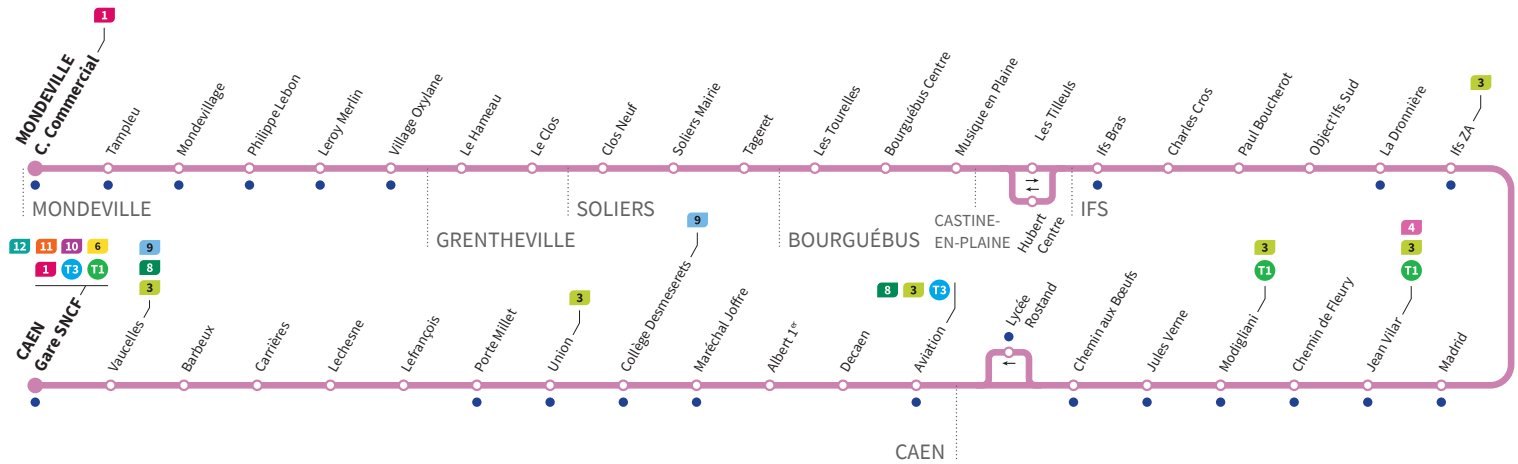 1
MONDEVILLE
C. Commercial
Tampleu
Mondevillage
Philippe Lebon
Leroy Merlin
Village Oxylane
Le Hameau
Le Clos
Clos Neuf
Soliers Mairie
Tageret
Les Tourelles
Bourguébus Centre
Musique en Plaine
Les Tilleuls
Hubert
Centre
Ifs Bras
Charles Cros
Paul Boucherot
Object'Ifs Sud
La Dronnière
Ifs ZA
3
MONDEVILLE
GRENTHEVILLE
SOLIERS
BOURGUÉBUS
CASTINE-
EN-PLAINE
IFS
12 11 10 6
1 T3 T1
CAEN
Gare SNCF
9
8
3
Vaucelles
Barbeux
Carrières
Lechesne
Lefrançois
Porte Millet
3
Union
9
Collège Desmeserets
Maréchal Joffre
Albert 1er
Decaen
8 3 T3
Aviation
Lycée
Rostand
Chemin aux Bœufs
Jules Verne
3
T1
Modigliani
Chemin de Fleury
4
3
T1
Jean Vilar
Madrid
CAEN